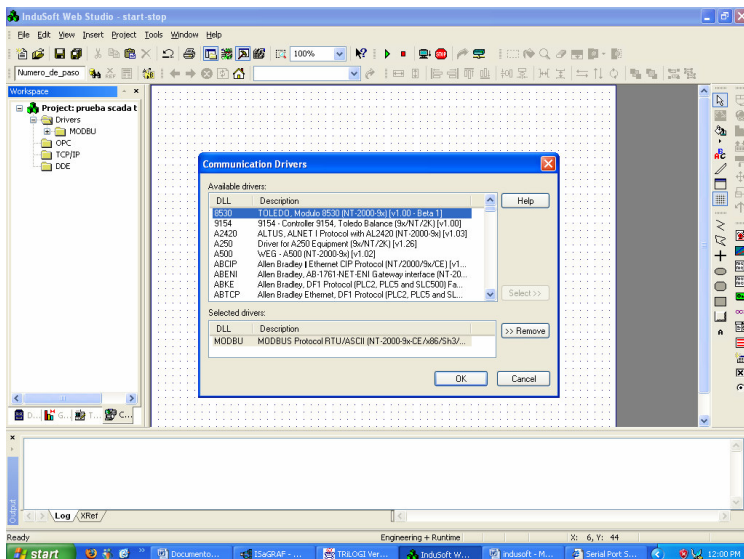 InduSoft Web Studio - start-stop
File Edit View Insert Project Tools Window Help
100%
Numero_de_paso
Workspace
Project: prueba scada t
Drivers
MODBU
OPC
TCP/IP
DDE
Communication Drivers
Available drivers:
DLL Description
8530 TOLEDO, Modulo 8530 (NT-2000-9x) [v1.00 - Beta 1]
9154 9154 - Controller 9154, Toledo Balance (9x/NT/2K) [v1.00]
A2420 ALTUS, ALNET I Protocol with AL2420 (NT-2000-9x) [v1.03]
A250 Driver for A250 Equipment (9x/NT/2K) [v1.26]
A500 WEG - A500 (NT-2000-9x) [v1.02]
ABCIP Allen Bradley | Ethernet CIP Protocol (NT/2000/9x/CE) [v1...
ABENI Allen Bradley, AB-1761-NET-ENI Gateway interface (NT-20...
ABKE Allen Bradley, DF1 Protocol (PLC2, PLC5 and SLC500) Fa...
ABTCP Allen Bradley Ethernet, DF1 Protocol (PLC2, PLC5 and SL...
Help
Select >>
Selected drivers:
DLL Description
MODBU MODBUS Protocol RTU/ASCII (NT-2000-9x-CE/x86/Sh3/...
>> Remove
OK Cancel
D... G... T... C...
Output
Log XRef
Ready Engineering + Runtime X: 6, Y: 44
start Documento... ISaGRAF - ... TRiLOGI Ver... InduSoft W... indusoft - M... Serial Port S... 12:00 PM